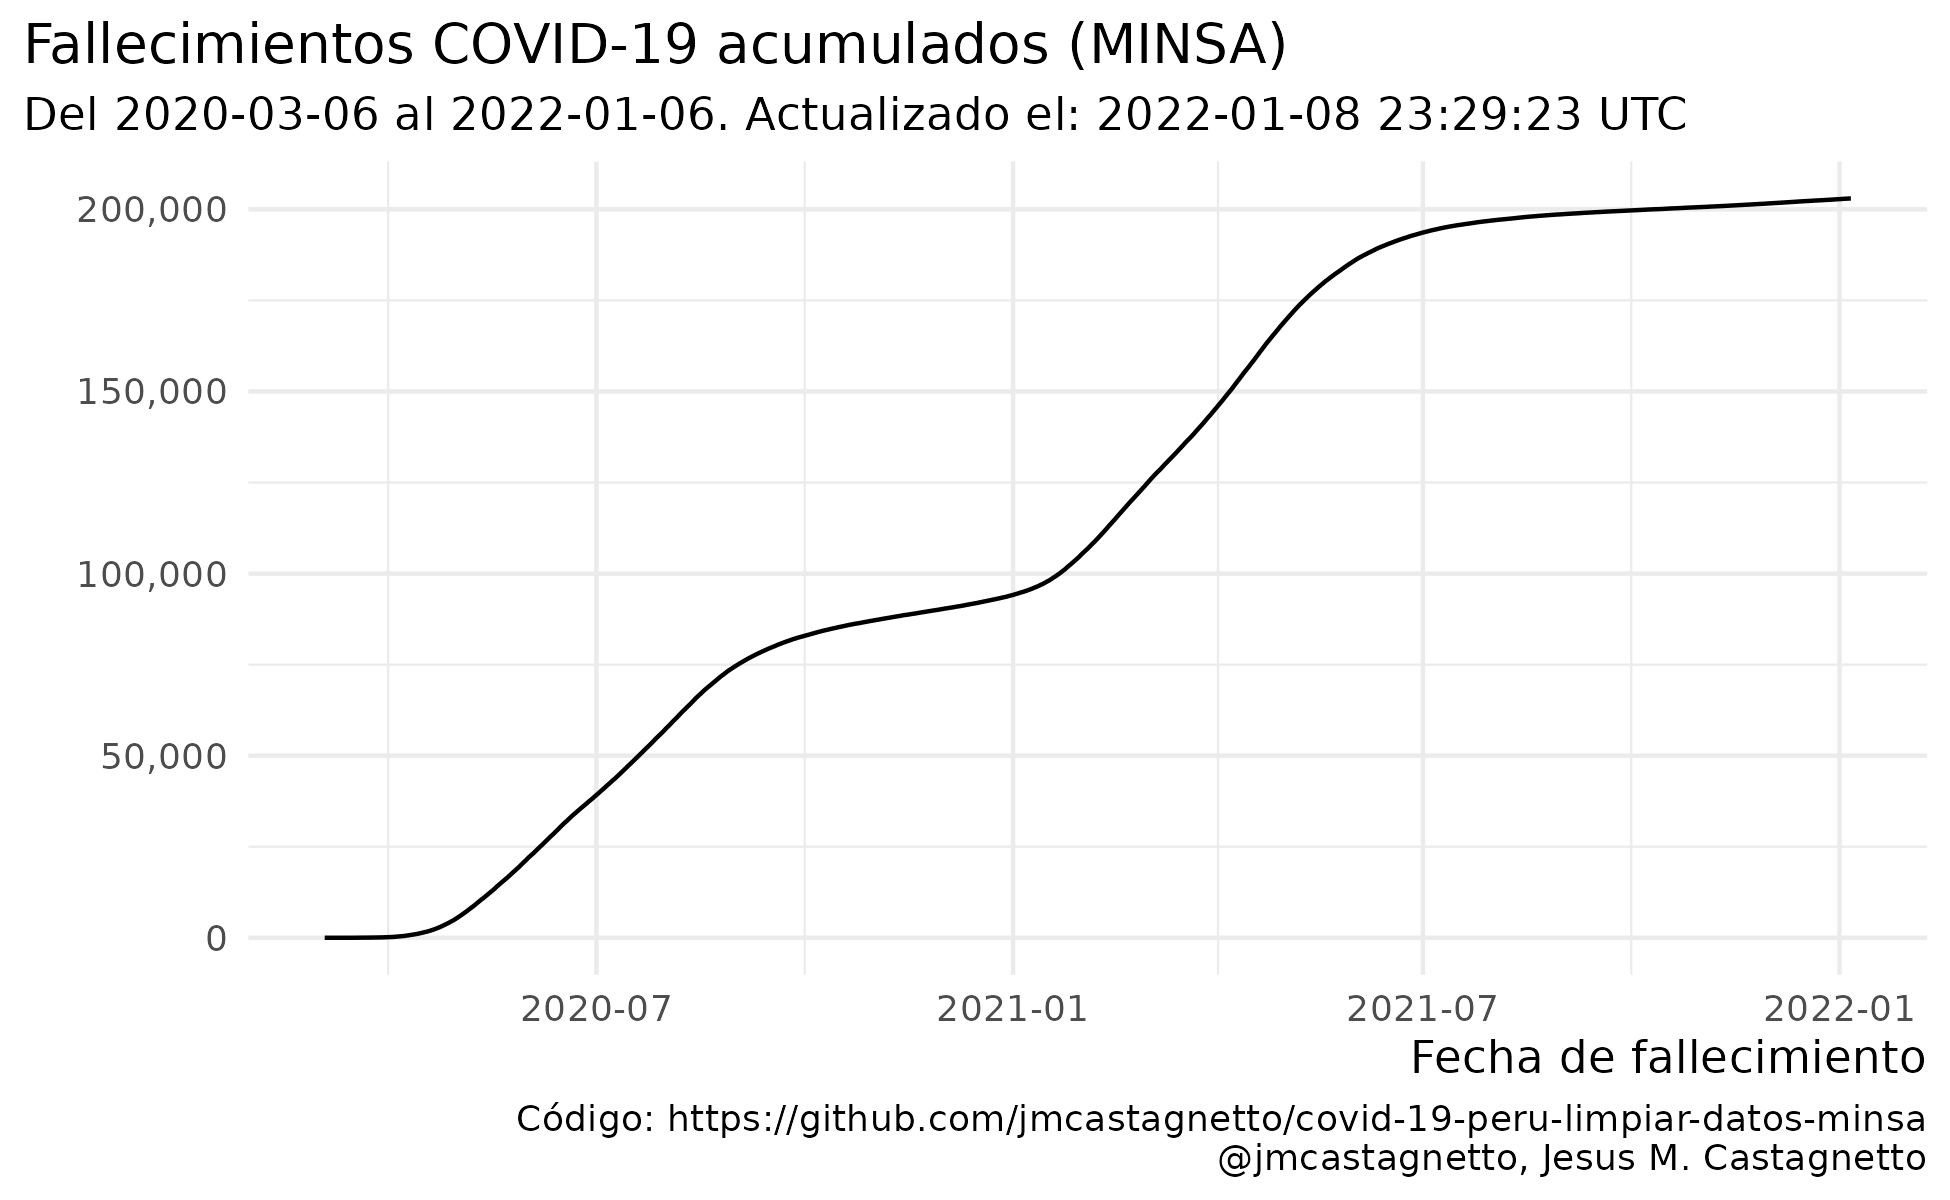 Fallecimientos COVID-19 acumulados (MINSA)
Del 2020-03-06 al 2022-01-06. Actualizado el: 2022-01-08 23:29:23 UTC
200,000
150,000
100,000
50,000
0
2020-07
2021-01
2021-07
2022-01
Fecha de fallecimiento
Código: https://github.com/jmcastagnetto/covid-19-peru-limpiar-datos-minsa
@jmcastagnetto, Jesus M. Castagnetto